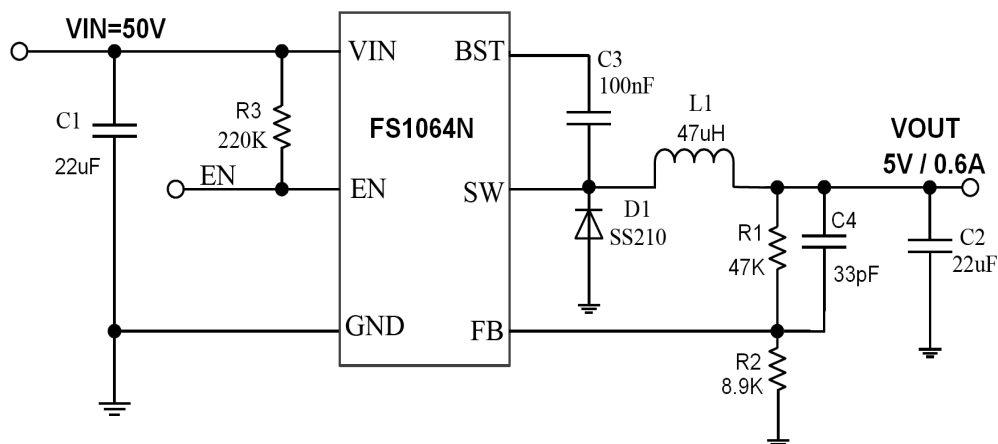 VIN=50V
VIN
BST
C3
100nF
L1
47uH
R3
220K
FS1064N
C1
22uF
VOUT
5V / 0.6A
EN
EN
SW
D1
SS210
R1
47K
C4
33pF
C2
22uF
GND
FB
R2
8.9K